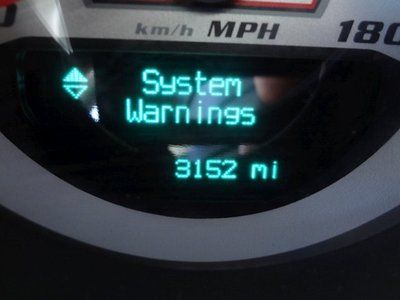 km/h MPH 180
System
Warnings
3152 mi